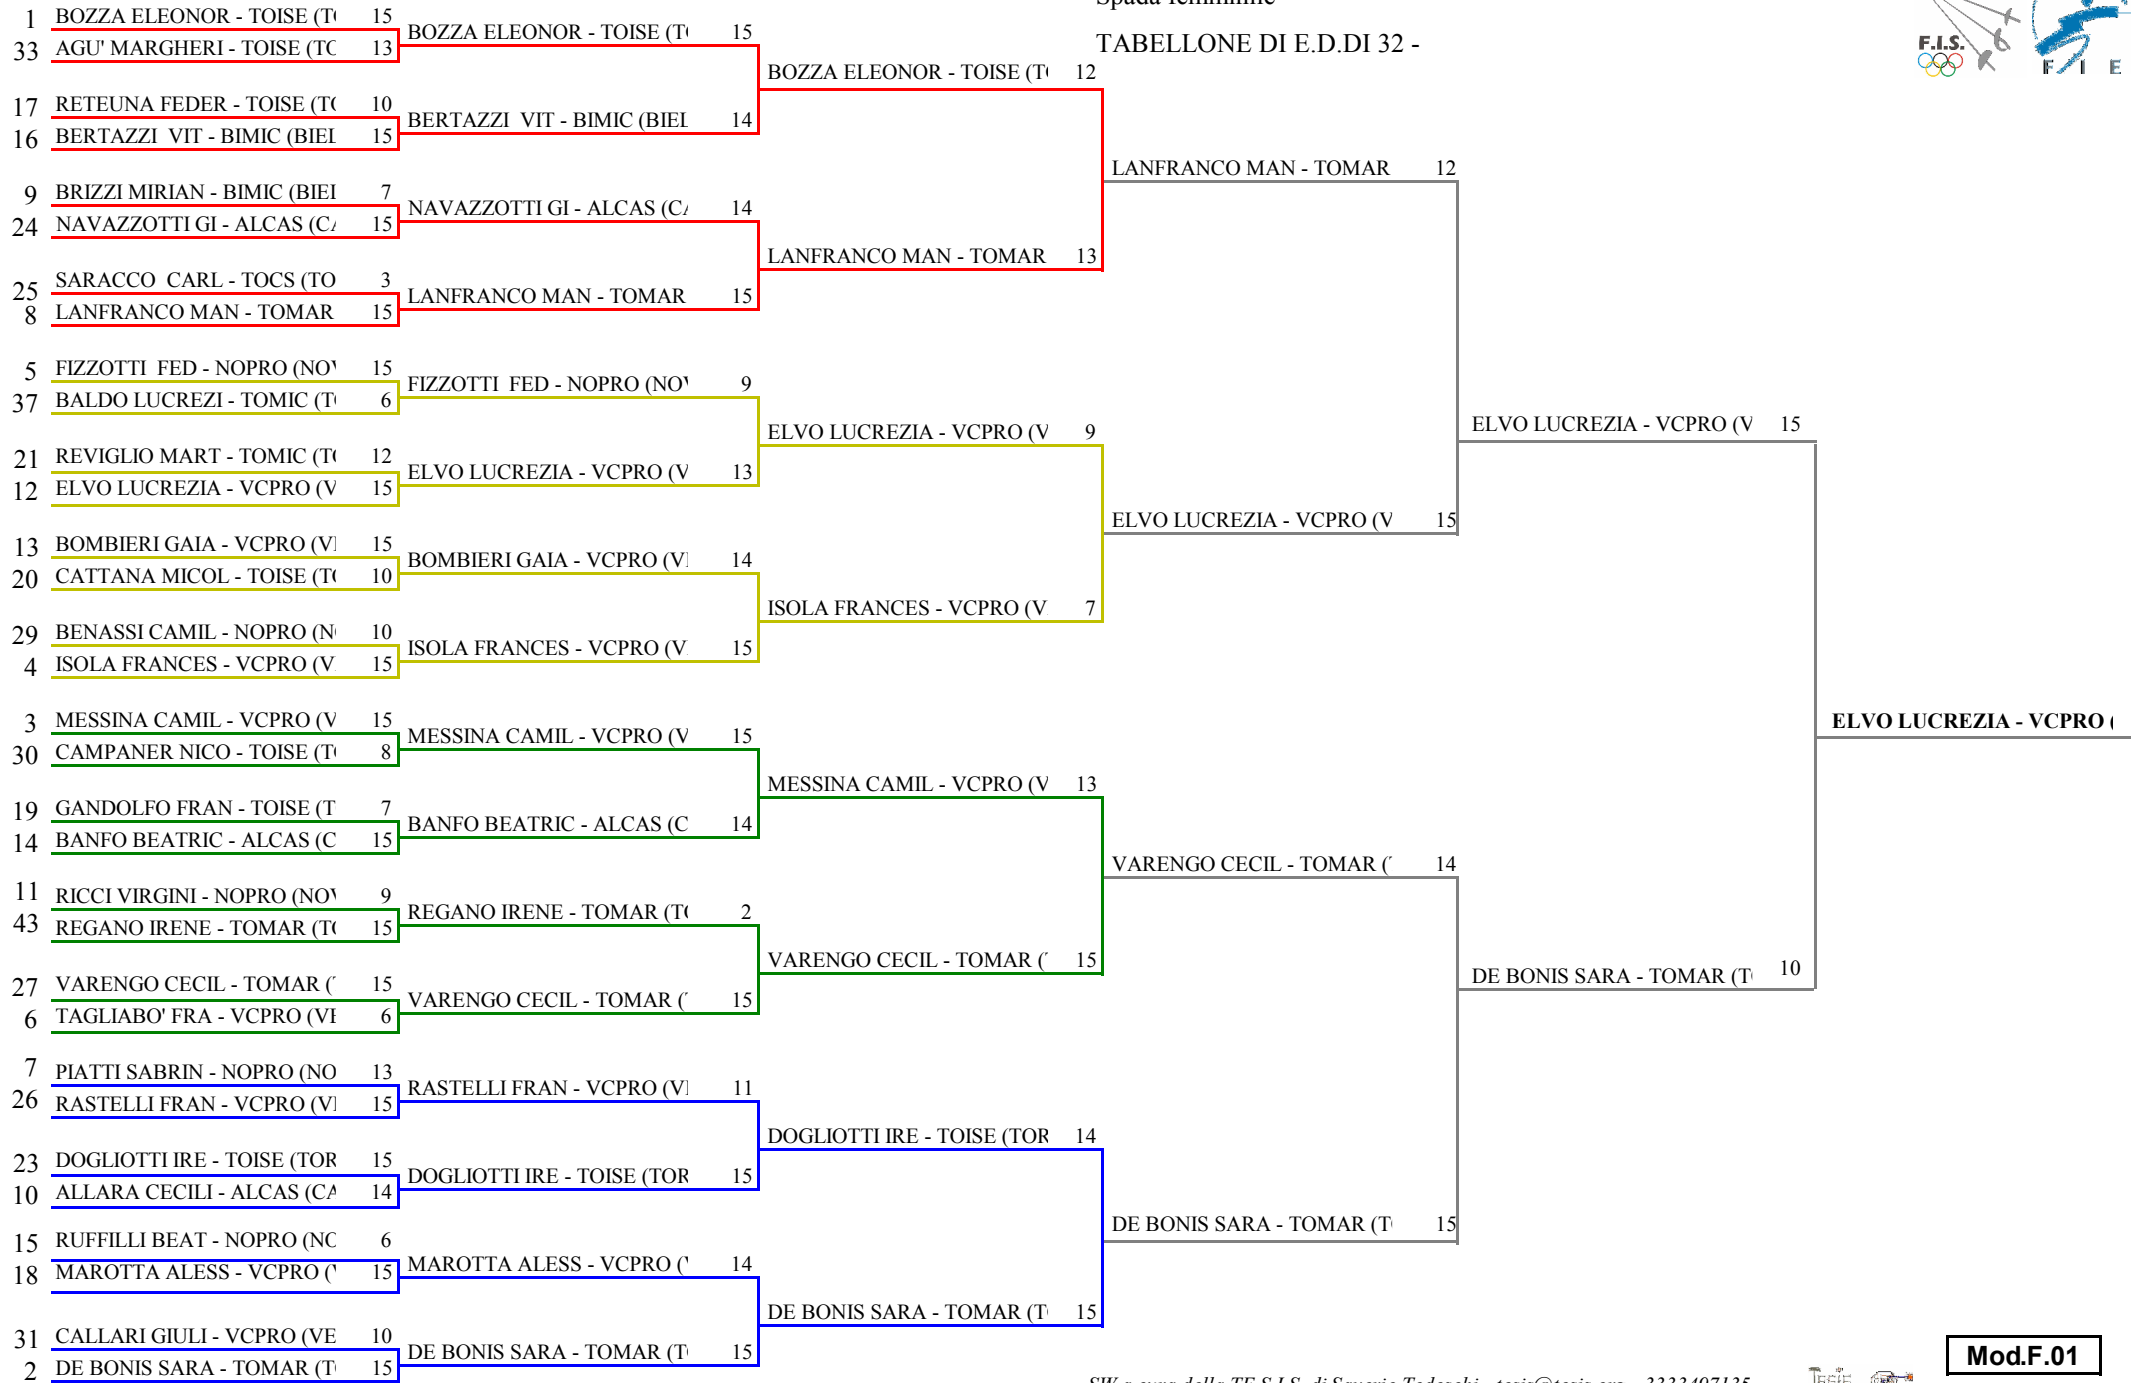 Spada femminile
TABELLONE DI E.D.DI 32 -
F.I.S.
F I E
1 BOZZA ELEONOR - TOISE (T 15
33 AGU' MARGHERI - TOISE (TC 13
17 RETEUNA FEDER - TOISE (T 10
16 BERTAZZI VIT - BIMIC (BIEL 15
9 BRIZZI MIRIAN - BIMIC (BIEI 7
24 NAVAZZOTTI GI - ALCAS (C 15
25 SARACCO CARL - TOCS (TO 3
8 LANFRANCO MAN - TOMAR 15
5 FIZZOTTI FED - NOPRO (NO 15
37 BALDO LUCREZI - TOMIC (T 6
21 REVIGLIO MART - TOMIC (T 12
12 ELVO LUCREZIA - VCPRO (V 15
13 BOMBIERI GAIA - VCPRO (V 15
20 CATTANA MICOL - TOISE (T 10
29 BENASSI CAMIL - NOPRO (N 10
4 ISOLA FRANCES - VCPRO (V 15
3 MESSINA CAMIL - VCPRO (V 15
30 CAMPANER NICO - TOISE (T 8
19 GANDOLFO FRAN - TOISE (T 7
14 BANFO BEATRIC - ALCAS (C 15
11 RICCI VIRGINI - NOPRO (NO 9
43 REGANO IRENE - TOMAR (T 15
27 VARENGO CECIL - TOMAR ( 15
6 TAGLIABO' FRA - VCPRO (VE 6
7 PIATTI SABRIN - NOPRO (NO 13
26 RASTELLI FRAN - VCPRO (V 15
23 DOGLIOTTI IRE - TOISE (TOR 15
10 ALLARA CECILI - ALCAS (CA 14
15 RUFFILLI BEAT - NOPRO (NC 6
18 MAROTTA ALESS - VCPRO ( 15
31 CALLARI GIULI - VCPRO (VE 10
2 DE BONIS SARA - TOMAR (T 15
BOZZA ELEONOR - TOISE (T 15
BERTAZZI VIT - BIMIC (BIEL 14
NAVAZZOTTI GI - ALCAS (CA 14
LANFRANCO MAN - TOMAR 15
FIZZOTTI FED - NOPRO (NO 9
ELVO LUCREZIA - VCPRO (V 13
BOMBIERI GAIA - VCPRO (V 14
ISOLA FRANCES - VCPRO (V 15
MESSINA CAMIL - VCPRO (V 15
BANFO BEATRIC - ALCAS (C 14
REGANO IRENE - TOMAR (T 2
VARENGO CECIL - TOMAR ( 15
RASTELLI FRAN - VCPRO (V 11
DOGLIOTTI IRE - TOISE (TOR 15
MAROTTA ALESS - VCPRO ( 14
DE BONIS SARA - TOMAR (T 15
BOZZA ELEONOR - TOISE (T 12
LANFRANCO MAN - TOMAR 13
ELVO LUCREZIA - VCPRO (V 9
ISOLA FRANCES - VCPRO (V 7
MESSINA CAMIL - VCPRO (V 13
VARENGO CECIL - TOMAR ( 15
DOGLIOTTI IRE - TOISE (TOR 14
DE BONIS SARA - TOMAR (T 15
LANFRANCO MAN - TOMAR 12
ELVO LUCREZIA - VCPRO (V 15
VARENGO CECIL - TOMAR ( 14
DE BONIS SARA - TOMAR (T 15
ELVO LUCREZIA - VCPRO (V 15
DE BONIS SARA - TOMAR (T 10
ELVO LUCREZIA - VCPRO (
Mod.F.01
SW a cura della TE.S.I.S. di Saverio Tedeschi - tesis@tesis.org - 3333497135